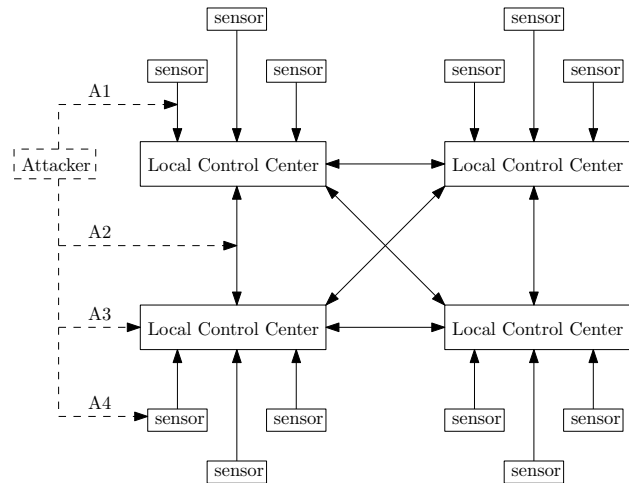 sensor
sensor
sensor
sensor
sensor
sensor
A1
Attacker
Local Control Center
Local Control Center
A2
A3
Local Control Center
Local Control Center
A4
sensor
sensor
sensor
sensor
sensor
sensor